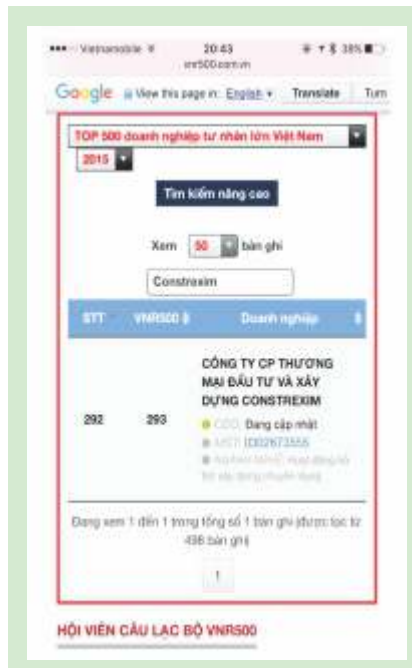 Vietnamobile 20:43 38%
vnr500.com.vn
Google View this page in: English Translate Turn
TOP 500 doanh nghiệp tư nhân lớn Việt Nam
2015
Tìm kiếm nâng cao
Xem 50 bản ghi
Constrexim
STT VNR500 Doanh nghiệp
CÔNG TY CP THƯƠNG
MẠI ĐẦU TƯ VÀ XÂY
DỰNG CONSTREXIM
292 293
CEO: Đang cập nhật
MST:
Đang xem 1 đến 1 trong tổng số 1 bản ghi (được lọc từ
498 bản ghi)
1
HỘI VIÊN CÂU LẠC BỘ VNR500